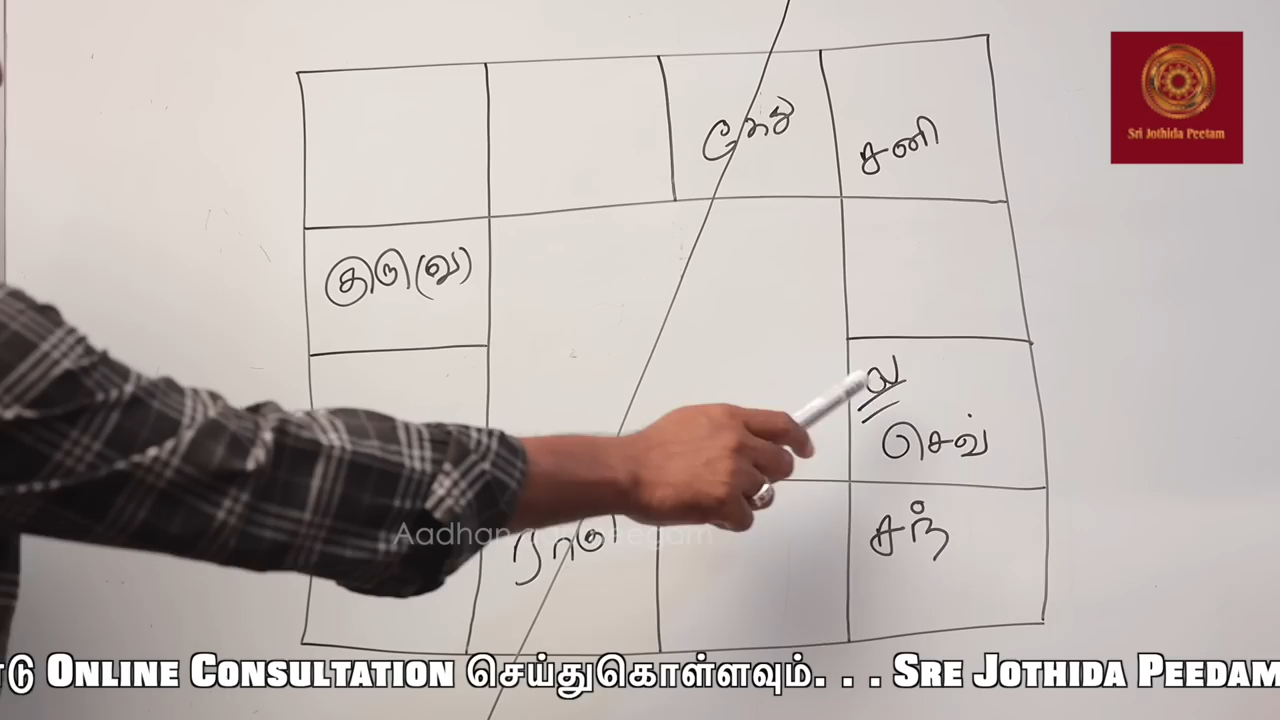 Sri Jothida Peetam
கேது
சனி
குரு(வ)
ல
செவ்
சந்
ராகு
Aadhan
டு ONLINE CONSULTATION செய்துகொள்ளவும். . . SRE JOTHIDA PEEDAM